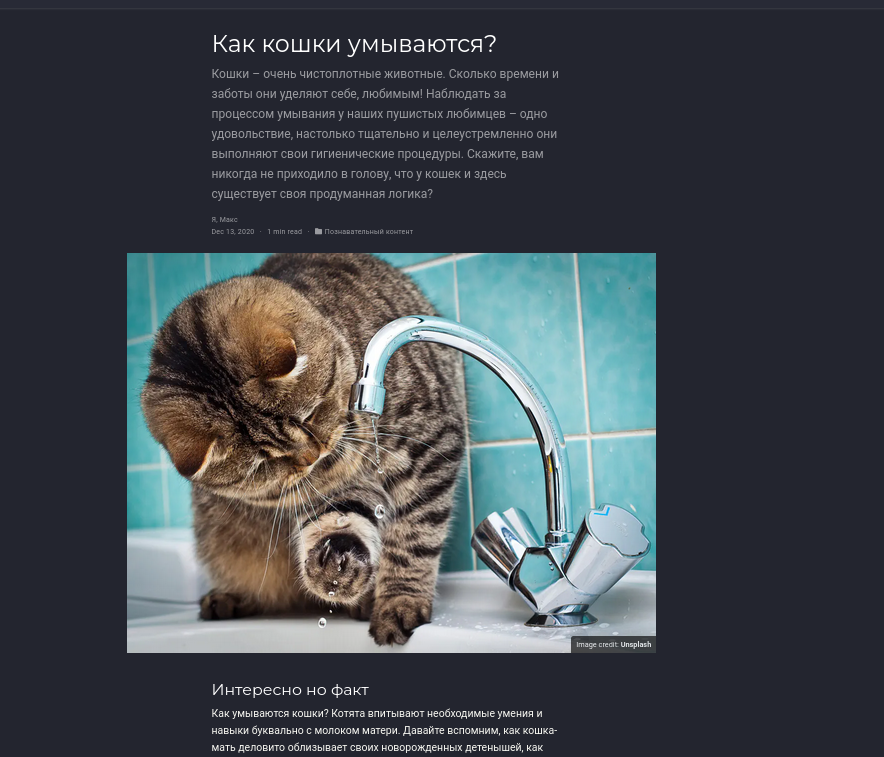 Как кошки умываются?
Кошки – очень чистоплотные животные. Сколько времени и
заботы они уделяют себе, любимым! Наблюдать за
процессом умывания у наших пушистых любимцев – одно
удовольствие, настолько тщательно и целеустремленно они
выполняют свои гигиенические процедуры. Скажите, вам
никогда не приходило в голову, что у кошек и здесь
существует своя продуманная логика?
Я, Макс
Dec 13, 2020 · 1 min read · Познавательный контент
Image credit: Unsplash
Интересно но факт
Как умываются кошки? Котята впитывают необходимые умения и
навыки буквально с молоком матери. Давайте вспомним, как кошка-
мать деловито облизывает своих новорожденных детенышей, как